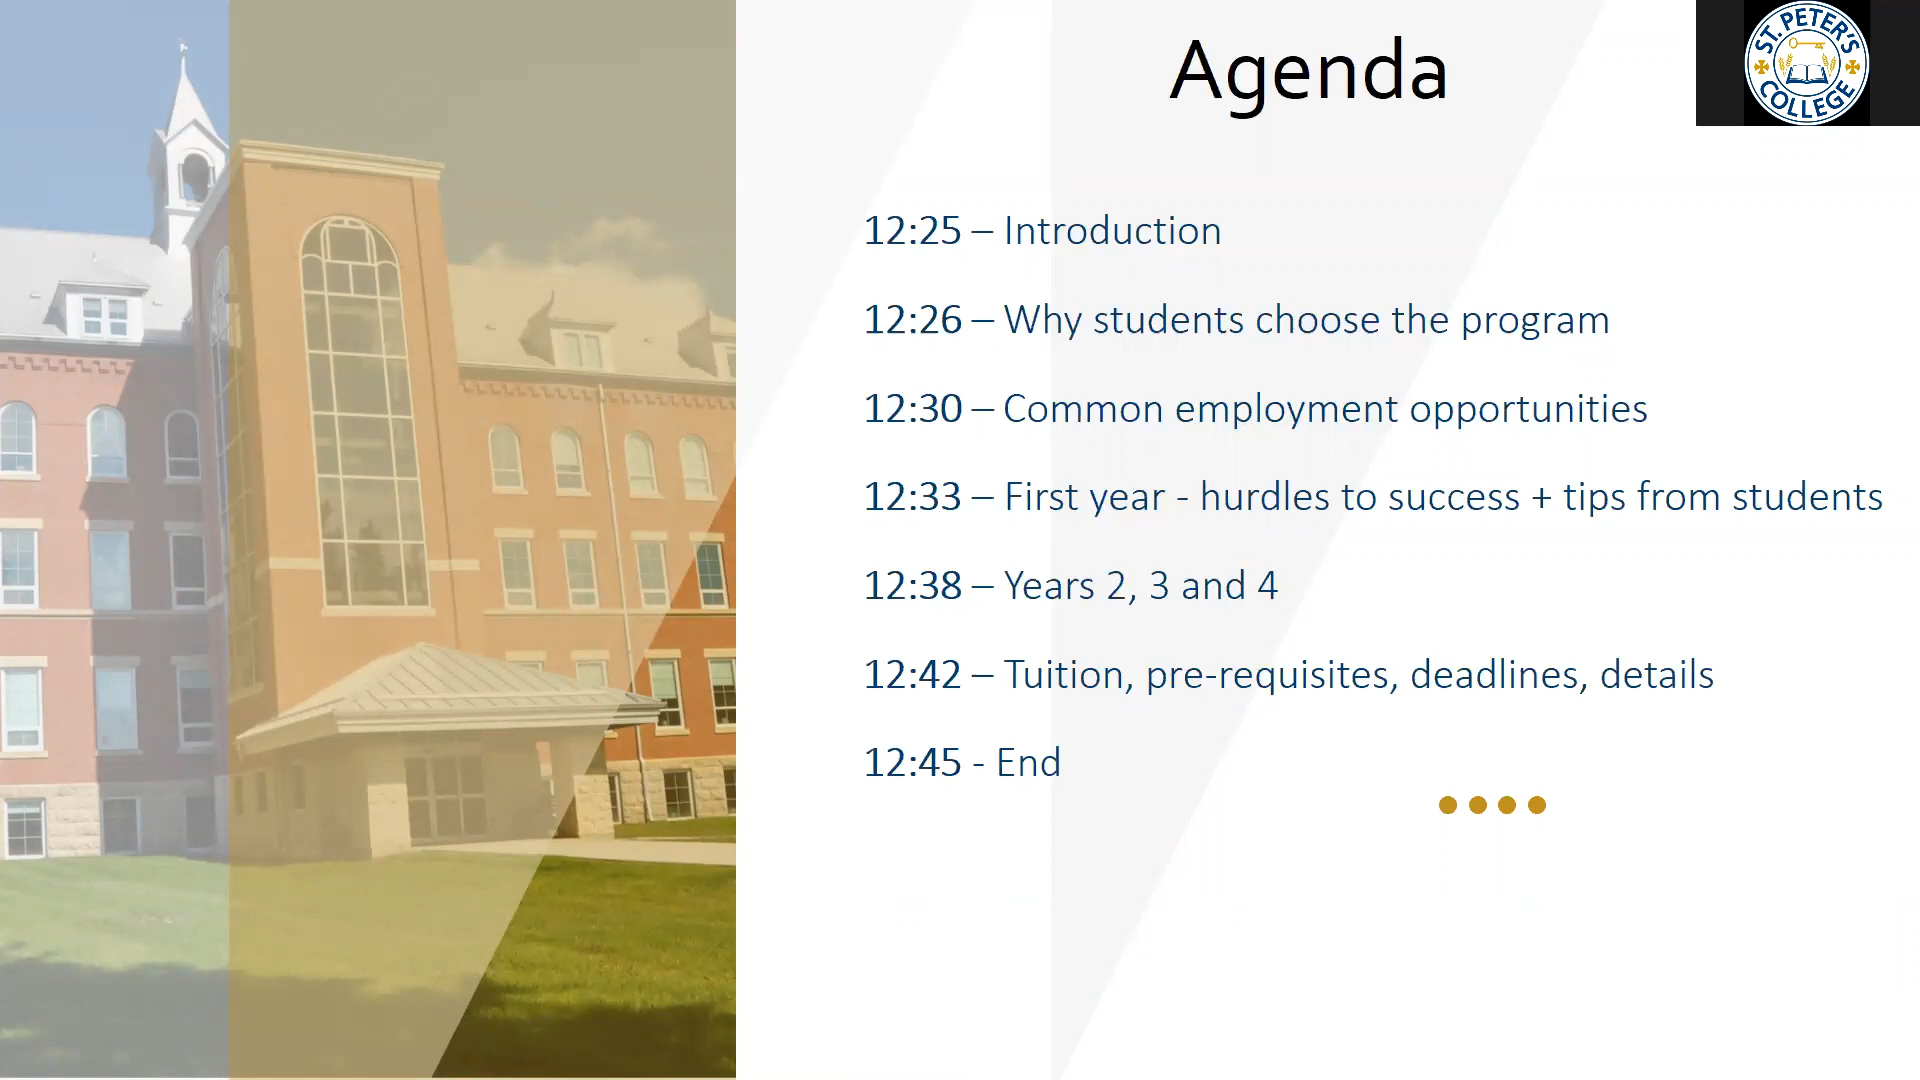 Agenda
ST. PETER'S
COLLEGE
12:25 – Introduction
12:26 – Why students choose the program
12:30 – Common employment opportunities
12:33 – First year - hurdles to success + tips from students
12:38 – Years 2, 3 and 4
12:42 – Tuition, pre-requisites, deadlines, details
12:45 - End